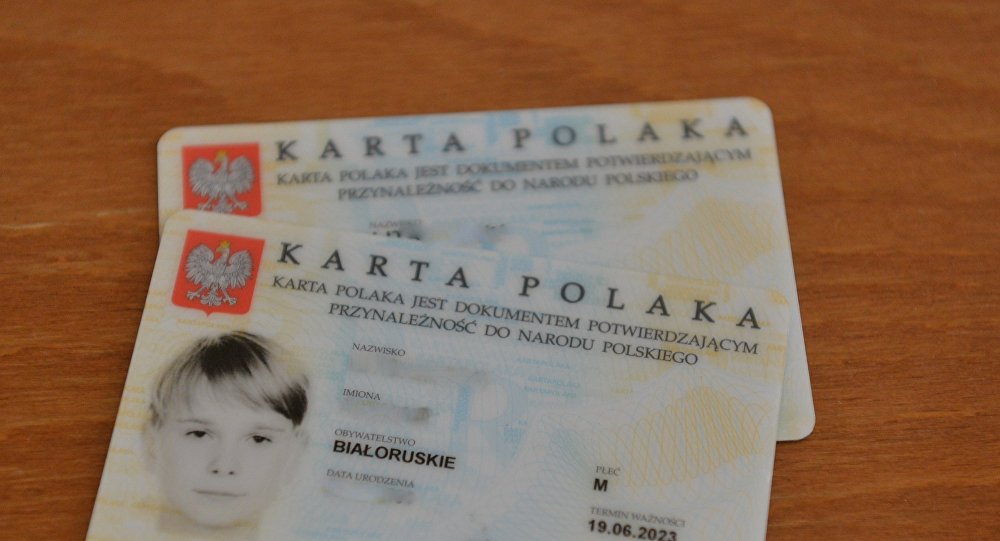 KARTA POLAKA
KARTA POLAKA JEST DOKUMENTEM POTWIERDZAJĄCYM
PRZYNALEŻNOŚĆ DO NARODU POLSKIEGO
NAZWISKO
KARTA POLAKA
KARTA POLAKA JEST DOKUMENTEM POTWIERDZAJĄCYM
PRZYNALEŻNOŚĆ DO NARODU POLSKIEGO
NAZWISKO
IMIONA
OBYWATELSTWO
BIAŁORUSKIE
DATA URODZENIA
PŁEĆ
M
TERMIN WAŻNOŚCI
19.06.2023